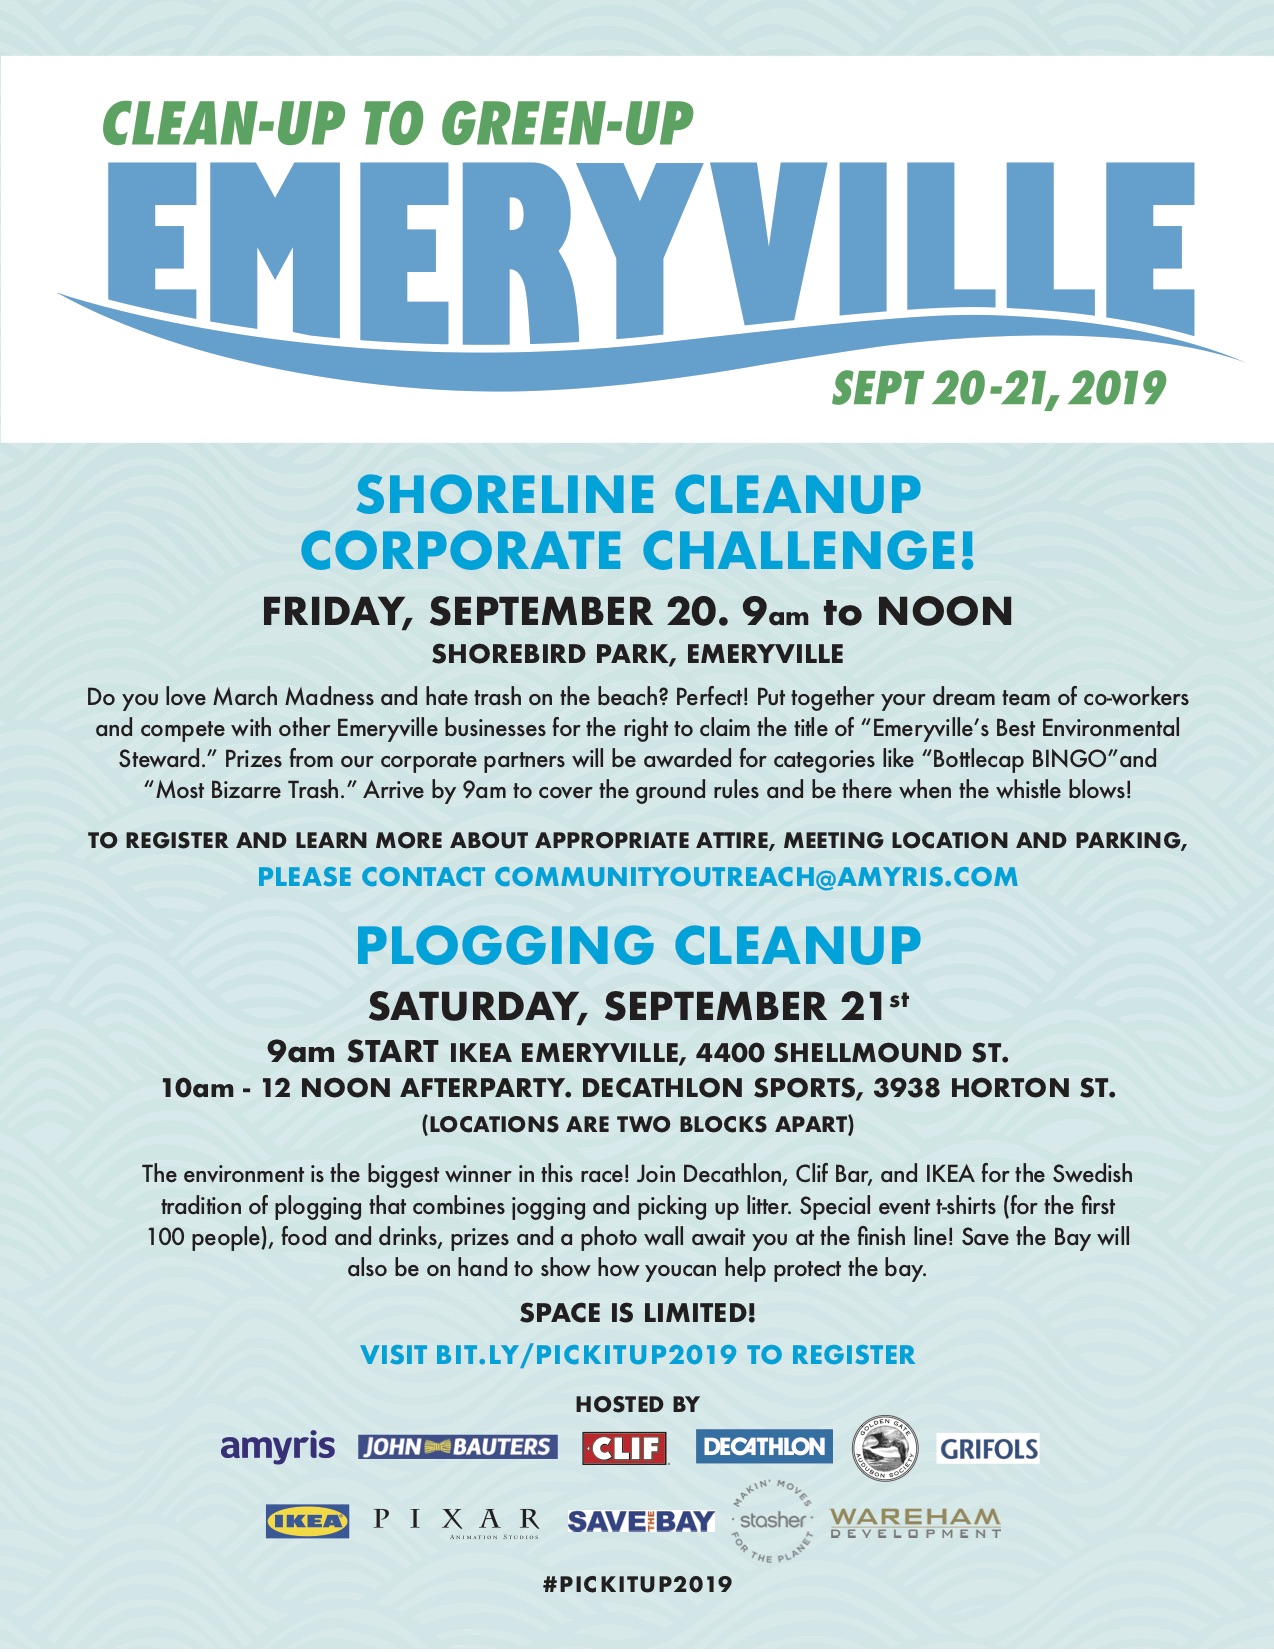 CLEAN-UP TO GREEN-UP
EMERYVILLE
SEPT 20-21, 2019
SHORELINE CLEANUP
CORPORATE CHALLENGE!
FRIDAY, SEPTEMBER 20. 9am to NOON
SHOREBIRD PARK, EMERYVILLE
Do you love March Madness and hate trash on the beach? Perfect! Put together your dream team of co-workers
and compete with other Emeryville businesses for the right to claim the title of “Emeryville’s Best Environmental
Steward.” Prizes from our corporate partners will be awarded for categories like “Bottlecap BINGO”and
“Most Bizarre Trash.” Arrive by 9am to cover the ground rules and be there when the whistle blows!
TO REGISTER AND LEARN MORE ABOUT APPROPRIATE ATTIRE, MEETING LOCATION AND PARKING,
PLEASE CONTACT COMMUNITYOUTREACH@AMYRIS.COM
PLOGGING CLEANUP
SATURDAY, SEPTEMBER 21st
9am START IKEA EMERYVILLE, 4400 SHELLMOUND ST.
10am - 12 NOON AFTERPARTY. DECATHLON SPORTS, 3938 HORTON ST.
(LOCATIONS ARE TWO BLOCKS APART)
The environment is the biggest winner in this race! Join Decathlon, Clif Bar, and IKEA for the Swedish
tradition of plogging that combines jogging and picking up litter. Special event t-shirts (for the first
100 people), food and drinks, prizes and a photo wall await you at the finish line! Save the Bay will
also be on hand to show how youcan help protect the bay.
SPACE IS LIMITED!
VISIT BIT.LY/PICKITUP2019 TO REGISTER
HOSTED BY
amyris JOHN BAUTERS CLIF DECATHLON GOLDEN GATE AUDUBON SOCIETY GRIFOLS
IKEA PIXAR ANIMATION STUDIOS SAVE THE BAY MAKIN' MOVES stasher FOR THE PLANET WAREHAM DEVELOPMENT
#PICKITUP2019